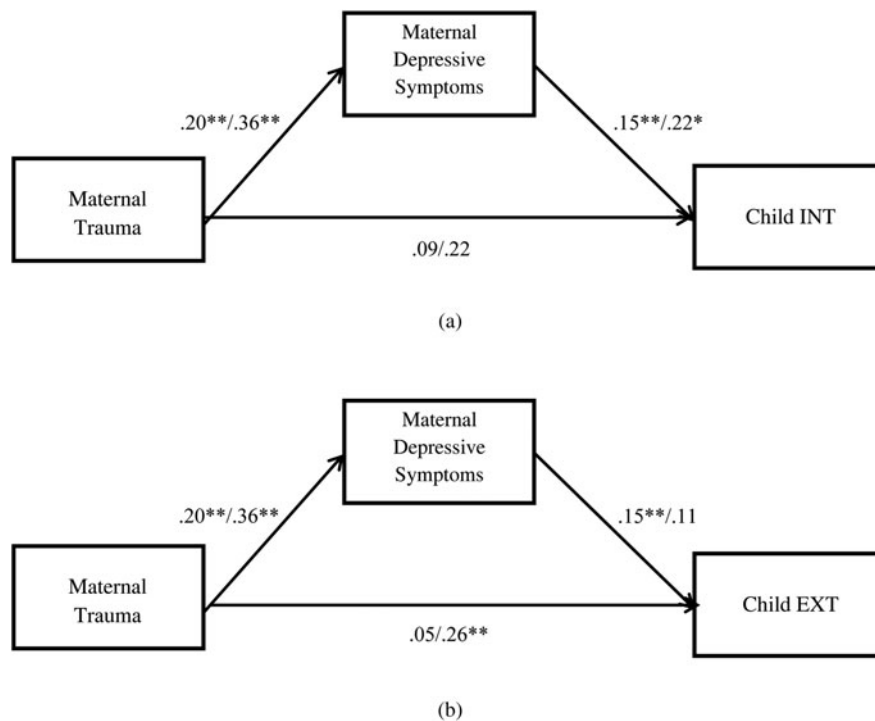 Maternal
Depressive
Symptoms
.20**/.36**
.15**/.22*
Maternal
Trauma
Child INT
.09/.22
(a)
Maternal
Depressive
Symptoms
.20**/.36**
.15**/.11
Maternal
Trauma
Child EXT
.05/.26**
(b)